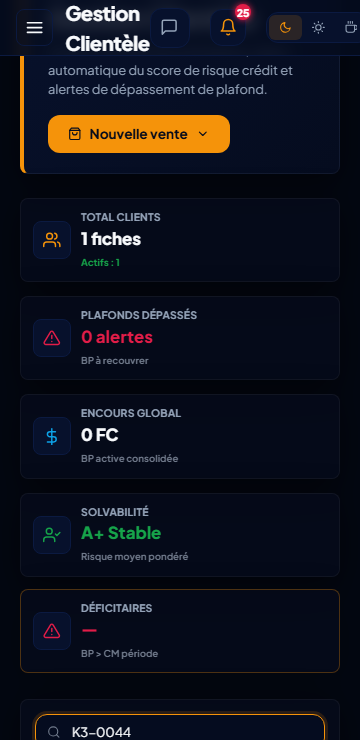 Gestion
Clientèle
25
automatique du score de risque crédit et
alertes de dépassement de plafond.
Nouvelle vente
TOTAL CLIENTS
1 fiches
Actifs : 1
PLAFONDS DÉPASSÉS
0 alertes
BP à recouvrer
ENCOURS GLOBAL
0 FC
BP active consolidée
SOLVABILITÉ
A+ Stable
Risque moyen pondéré
DÉFICITAIRES
—
BP > CM période
K3-0044